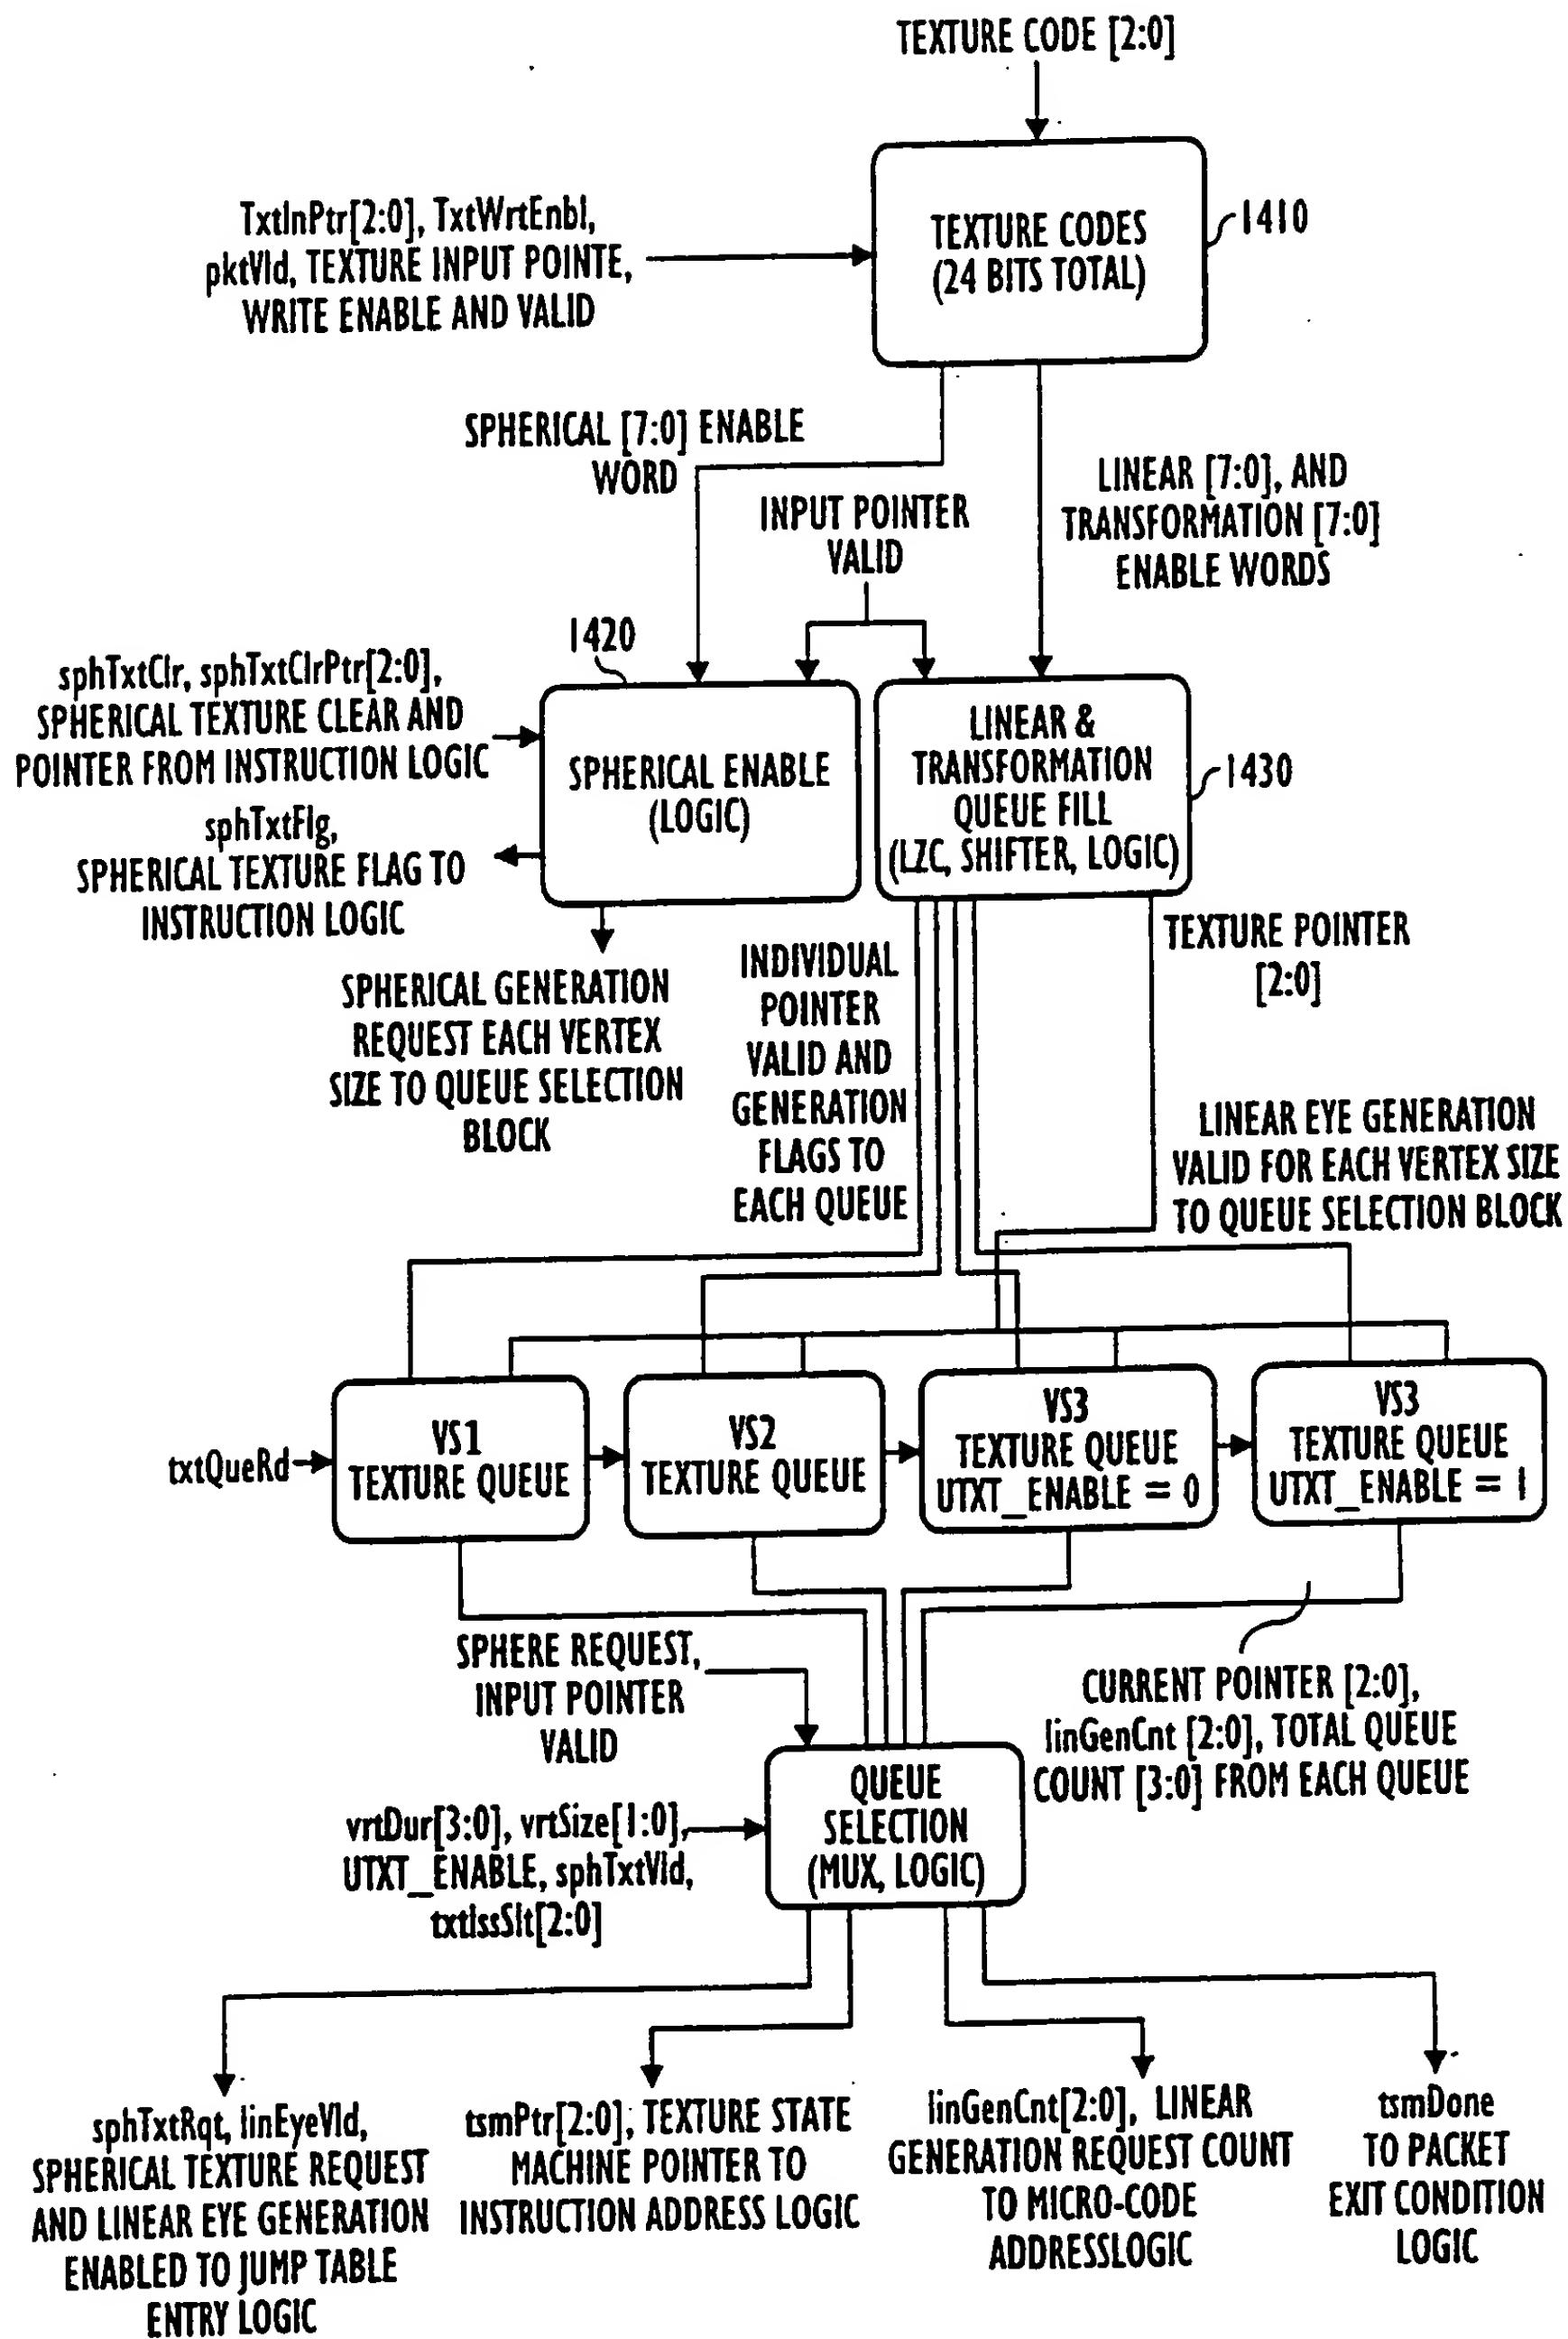 TEXTURE CODE [2:0]
TxtInPtr[2:0], TxtWrtEnbl,
pktVld, TEXTURE INPUT POINTE,
WRITE ENABLE AND VALID
TEXTURE CODES
(24 BITS TOTAL)
1410
SPHERICAL [7:0] ENABLE
WORD
INPUT POINTER
VALID
LINEAR [7:0], AND
TRANSFORMATION [7:0]
ENABLE WORDS
1420
sphTxtClr, sphTxtClrPtr[2:0],
SPHERICAL TEXTURE CLEAR AND
POINTER FROM INSTRUCTION LOGIC
sphTxtFlg,
SPHERICAL TEXTURE FLAG TO
INSTRUCTION LOGIC
SPHERICAL ENABLE
(LOGIC)
LINEAR &
TRANSFORMATION
QUEUE FILL
(LZC, SHIFTER, LOGIC)
1430
SPHERICAL GENERATION
REQUEST EACH VERTEX
SIZE TO QUEUE SELECTION
BLOCK
INDIVIDUAL
POINTER
VALID AND
GENERATION
FLAGS TO
EACH QUEUE
TEXTURE POINTER
[2:0]
LINEAR EYE GENERATION
VALID FOR EACH VERTEX SIZE
TO QUEUE SELECTION BLOCK
txtQueRd
VS1
TEXTURE QUEUE
VS2
TEXTURE QUEUE
VS3
TEXTURE QUEUE
UTXT_ENABLE = 0
VS3
TEXTURE QUEUE
UTXT_ENABLE = 1
SPHERE REQUEST,
INPUT POINTER
VALID
CURRENT POINTER [2:0],
linGenCnt [2:0], TOTAL QUEUE
COUNT [3:0] FROM EACH QUEUE
vrtDur[3:0], vrtSize[1:0],
UTXT_ENABLE, sphTxtVld,
txtIssSlt[2:0]
QUEUE
SELECTION
(MUX, LOGIC)
sphTxtRqt, linEyeVld,
SPHERICAL TEXTURE REQUEST
AND LINEAR EYE GENERATION
ENABLED TO JUMP TABLE
ENTRY LOGIC
tsmPtr[2:0], TEXTURE STATE
MACHINE POINTER TO
INSTRUCTION ADDRESS LOGIC
linGenCnt[2:0], LINEAR
GENERATION REQUEST COUNT
TO MICRO-CODE
ADDRESSLOGIC
tsmDone
TO PACKET
EXIT CONDITION
LOGIC